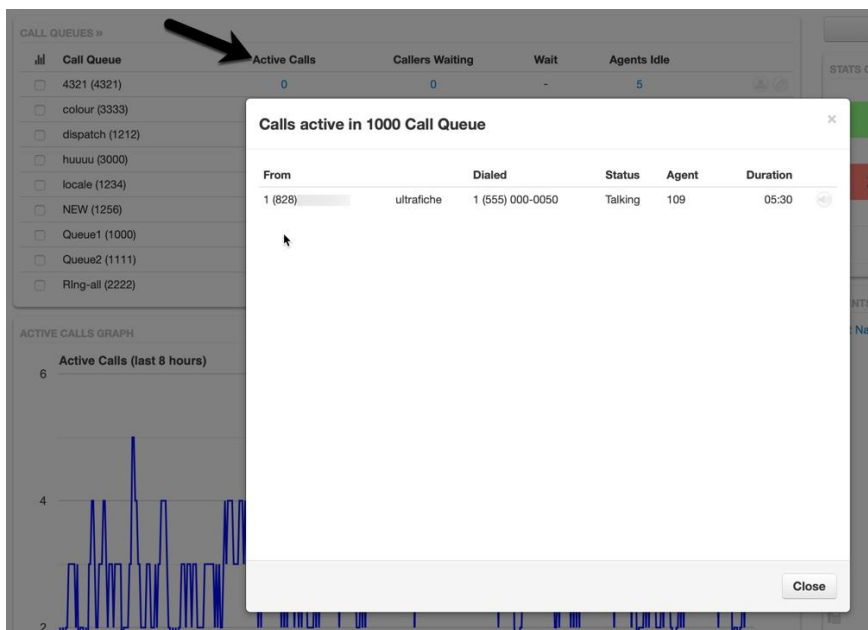 CALL QUEUES »
Call Queue Active Calls Callers Waiting Wait Agents Idle
4321 (4321) 0 0 - 5
colour (3333)
dispatch (1212)
huuuu (3000)
locale (1234)
NEW (1256)
Queue1 (1000)
Queue2 (1111)
RIng-all (2222)
STATS
Calls active in 1000 Call Queue ×
From Dialed Status Agent Duration
1 (828) ultrafiche 1 (555) 000-0050 Talking 109 05:30
Close
ACTIVE CALLS GRAPH
Active Calls (last 8 hours)
6
4
2